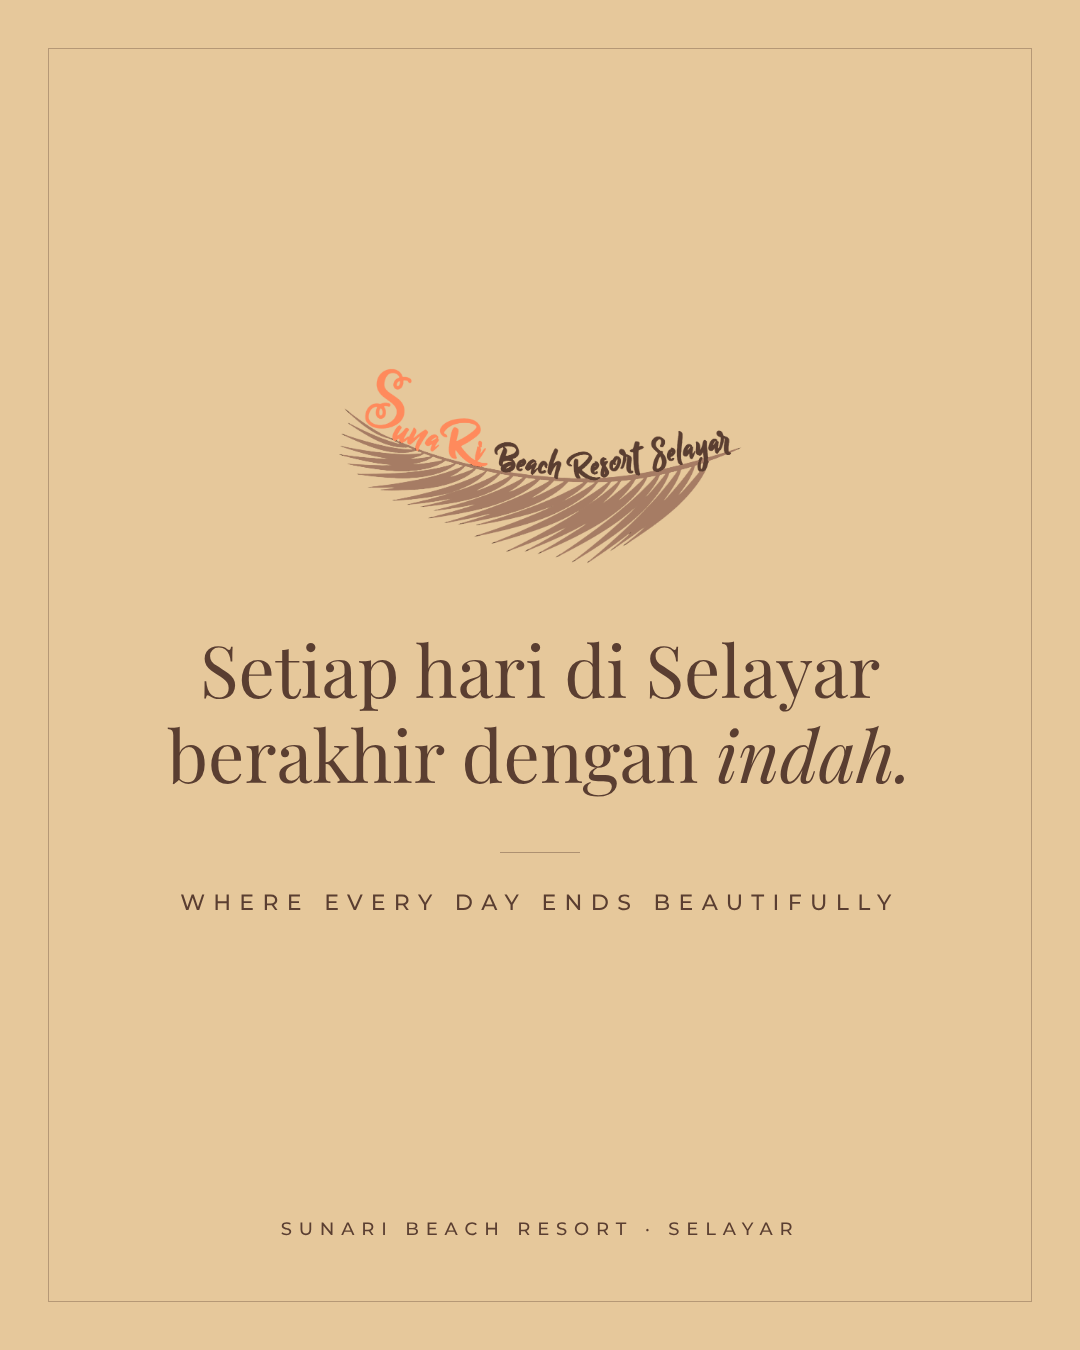 SunaRi Beach Resort Selayar
Setiap hari di Selayar
berakhir dengan indah.
WHERE EVERY DAY ENDS BEAUTIFULLY
SUNARI BEACH RESORT · SELAYAR